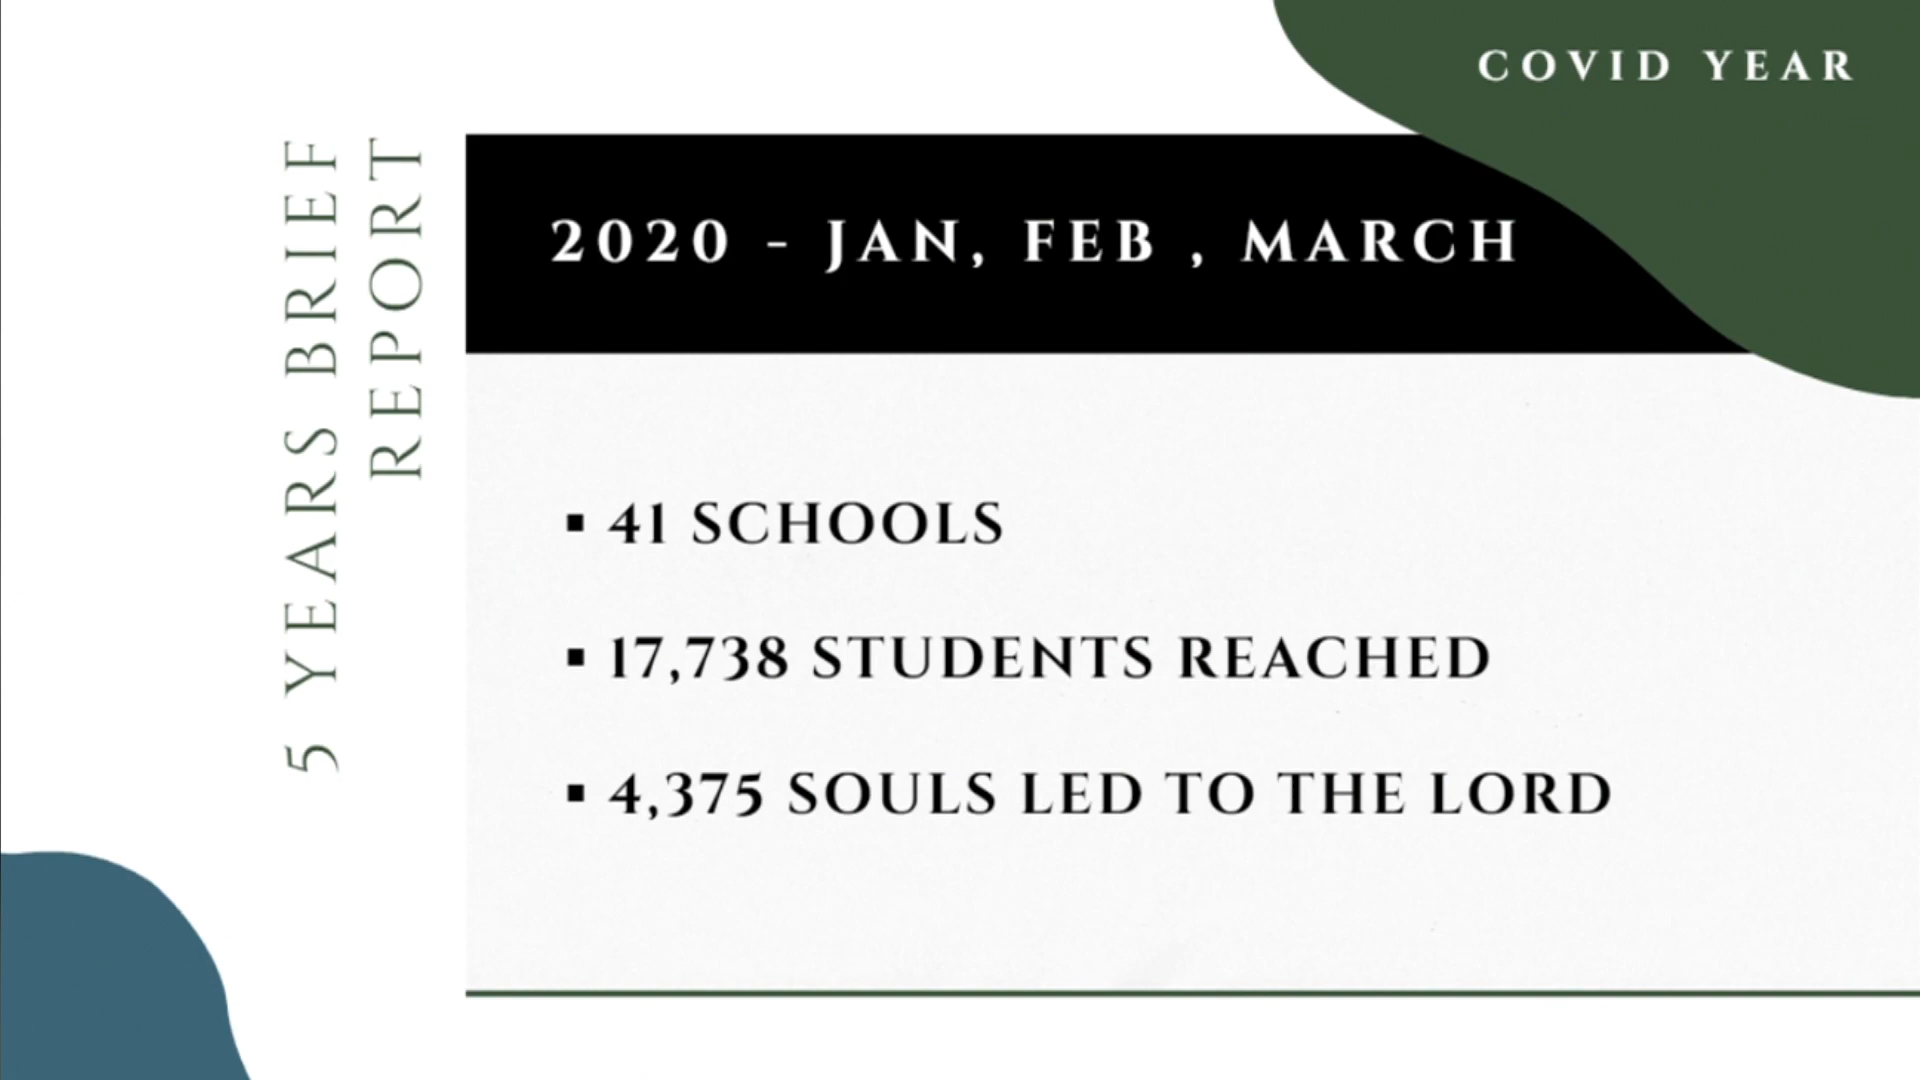 COVID YEAR
5 YEARS BRIEF
REPORT
2020 - JAN, FEB , MARCH
▪ 41 SCHOOLS
▪ 17,738 STUDENTS REACHED
▪ 4,375 SOULS LED TO THE LORD